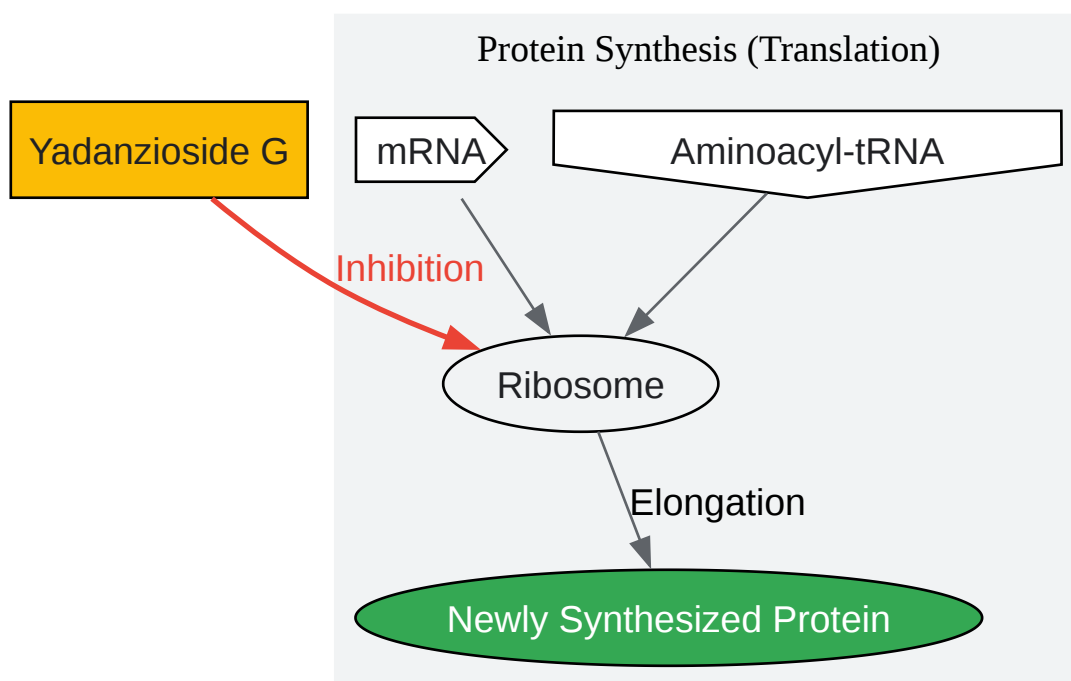 Protein Synthesis (Translation)
Yadanzioside G
mRNA
Aminoacyl-tRNA
Inhibition
Ribosome
Elongation
Newly Synthesized Protein